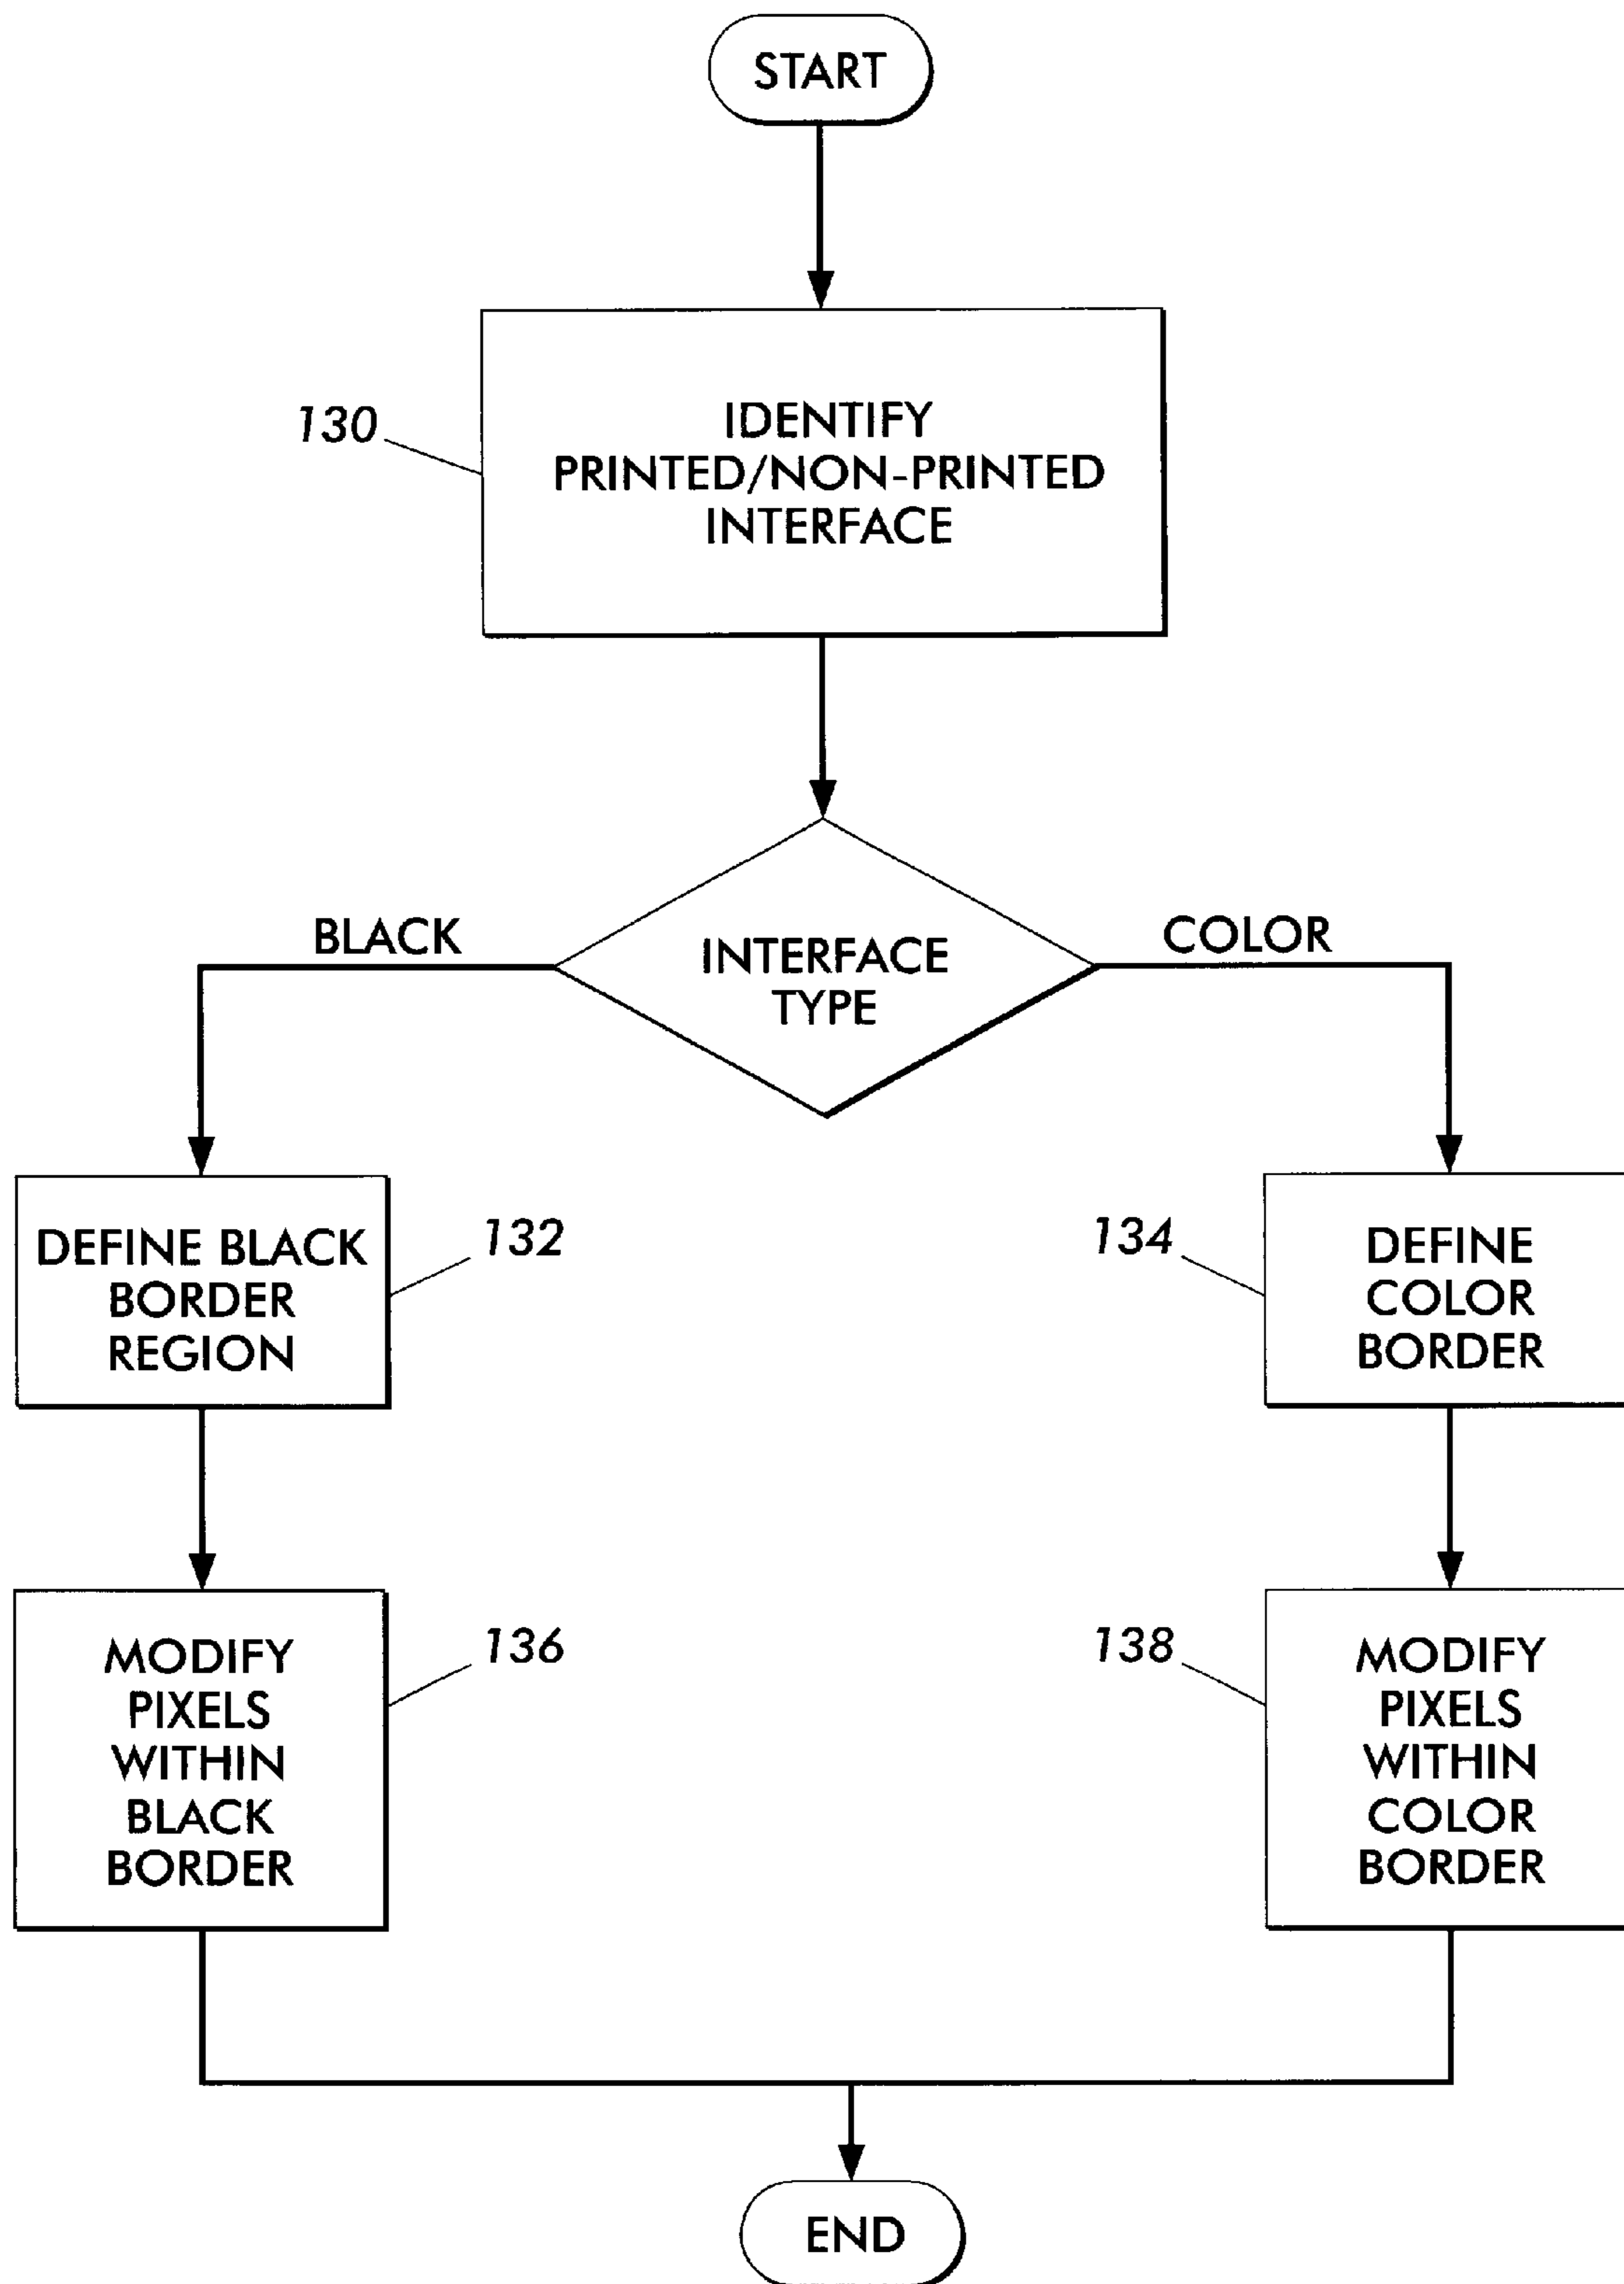 START
130
IDENTIFY
PRINTED/NON-PRINTED
INTERFACE
BLACK
INTERFACE
TYPE
COLOR
DEFINE BLACK
BORDER
REGION
132
134
DEFINE
COLOR
BORDER
MODIFY
PIXELS
WITHIN
BLACK
BORDER
136
138
MODIFY
PIXELS
WITHIN
COLOR
BORDER
END